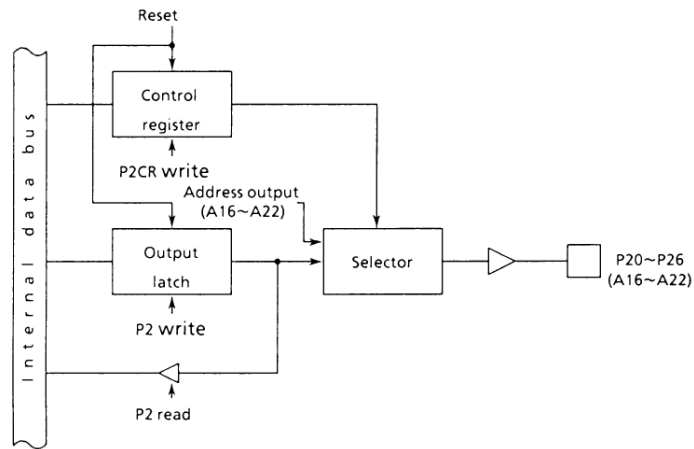 Reset
Internal data bus
Control
register
P2CR write
Address output
(A16~A22)
Output
latch
Selector
P20~P26
(A16~A22)
P2 write
P2 read